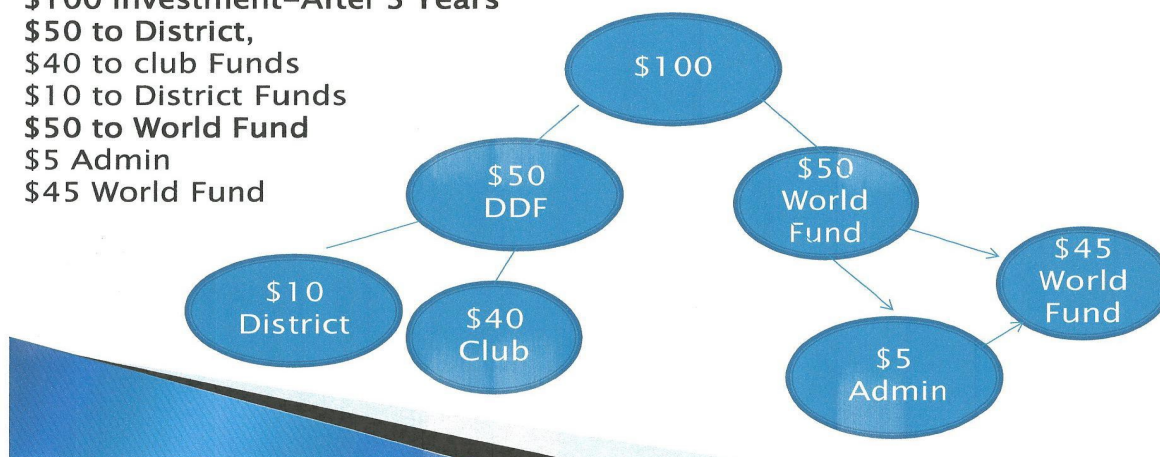 $100 Investment–After 3 Years
$50 to District,
$40 to club Funds
$10 to District Funds
$50 to World Fund
$5 Admin
$45 World Fund
$100
$50
DDF
$50
World
Fund
$10
District
$40
Club
$5
Admin
$45
World
Fund